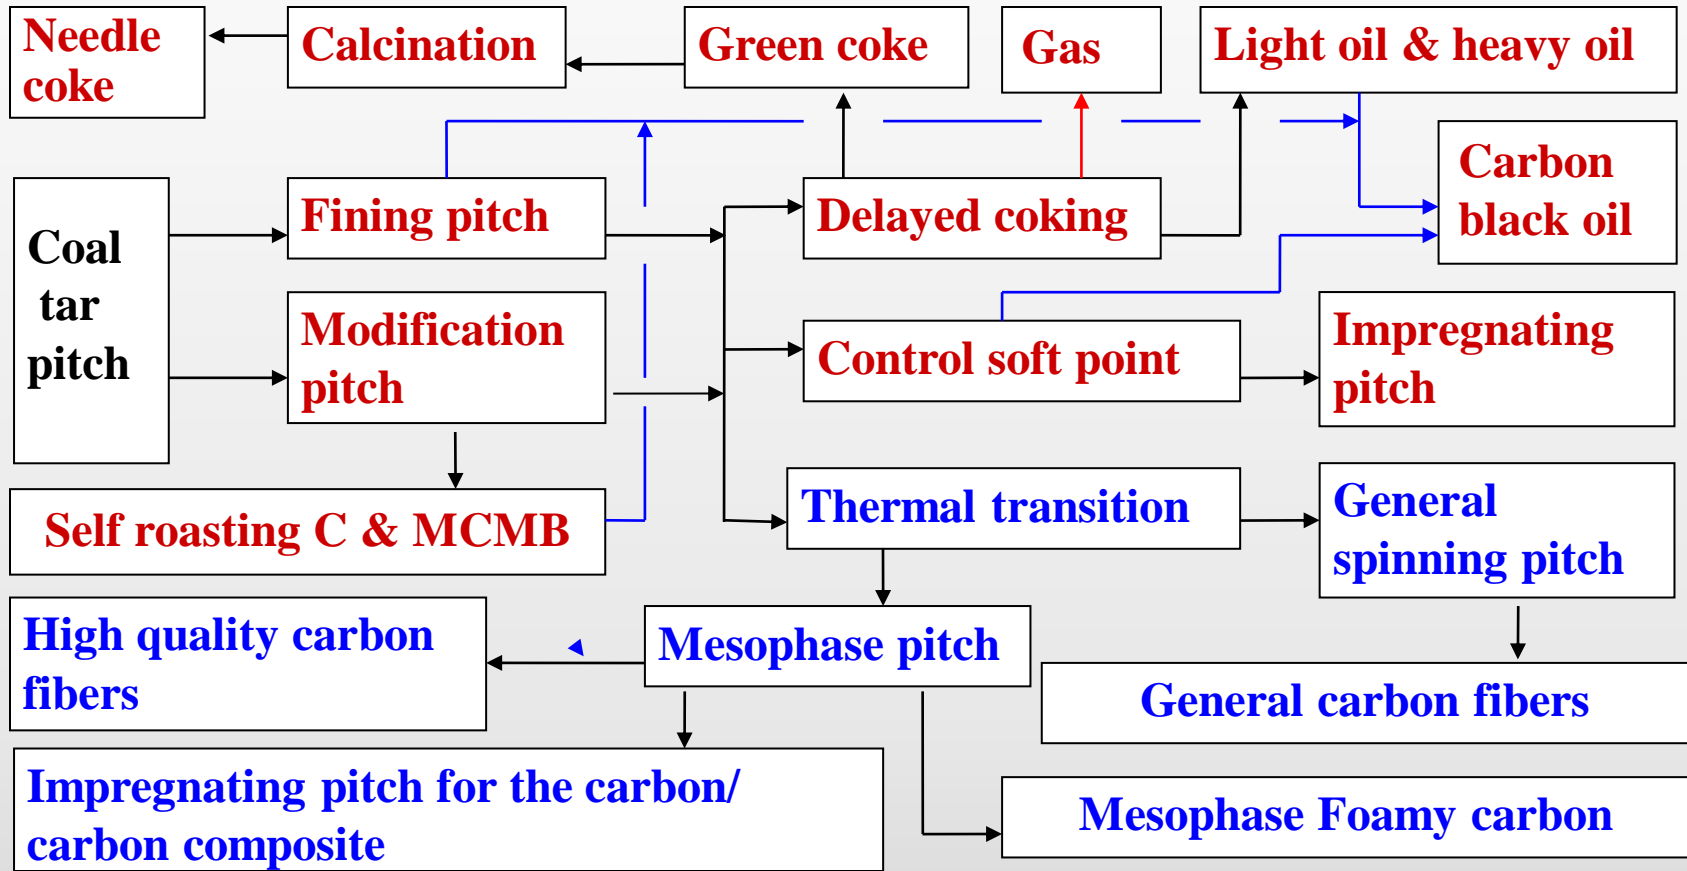 Needle
coke
Calcination
Green coke
Gas
Light oil & heavy oil
Carbon
black oil
Coal
tar
pitch
Fining pitch
Delayed coking
Modification
pitch
Control soft point
Impregnating
pitch
Self roasting C & MCMB
Thermal transition
General
spinning pitch
High quality carbon
fibers
Mesophase pitch
General carbon fibers
Impregnating pitch for the carbon/
carbon composite
Mesophase Foamy carbon